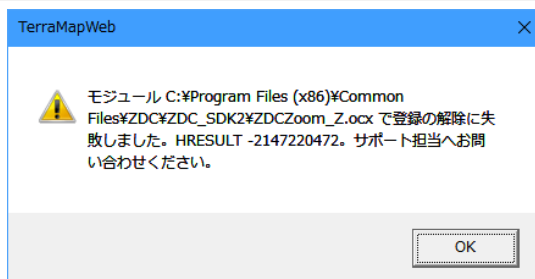 TerraMapWeb
モジュール C:¥Program Files (x86)¥Common
Files¥ZDC¥ZDC_SDK2¥ZDCZoom_Z.ocx で登録の解除に失
敗しました。HRESULT -2147220472。サポート担当へお問
い合わせください。
OK